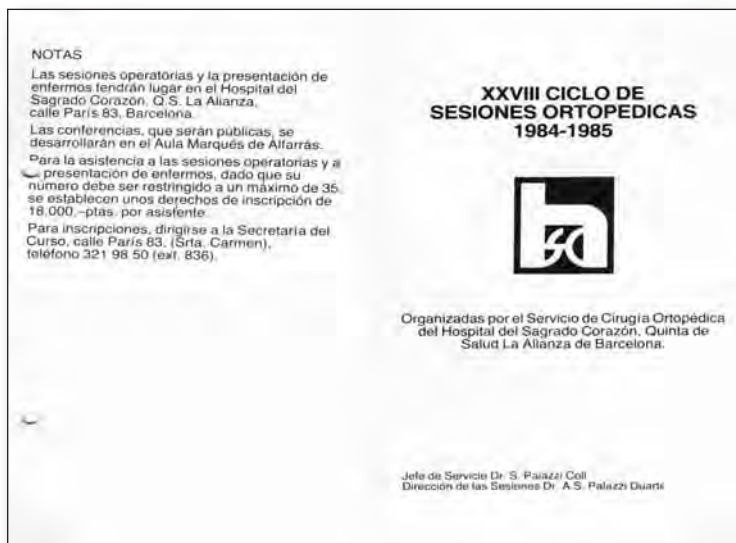 NOTAS
Las sesiones operatorias y la presentación de
enfermos tendrán lugar en el Hospital del
Sagrado Corazón, Q.S. La Alianza,
calle París 83, Barcelona.
Las conferencias, que serán públicas, se
desarrollarán en el Aula Marqués de Alfarrás.
Para la asistencia a las sesiones operatorias y a
presentación de enfermos, dado que su
número debe ser restringido a un máximo de 35,
se establecen unos derechos de inscripción de
18.000,-ptas. por asistente.
Para inscripciones, dirigirse a la Secretaría del
Curso, calle París 83, (Srta. Carmen),
teléfono 321 98 50 (ext. 836).
XXVIII CICLO DE
SESIONES ORTOPEDICAS
1984-1985
h sc
Organizadas por el Servicio de Cirugía Ortopédica
del Hospital del Sagrado Corazón, Quinta de
Salud La Alianza de Barcelona.
Jefe de Servicio Dr. S. Palazzi Coll
Dirección de las Sesiones Dr. A.S. Palazzi Duarte